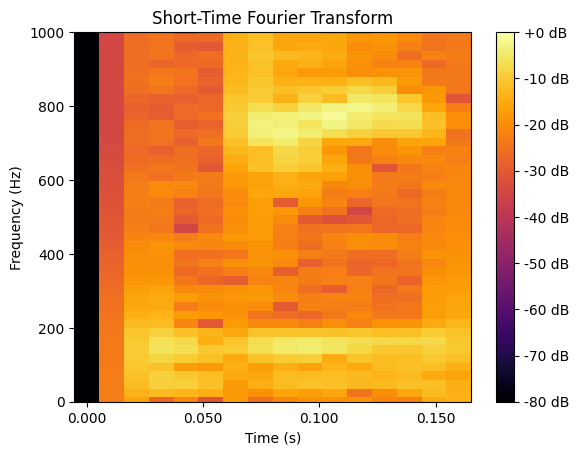 Short-Time Fourier Transform
1000
800
600
400
200
0
Frequency (Hz)
0.000
0.050
0.100
0.150
Time (s)
+0 dB
-10 dB
-20 dB
-30 dB
-40 dB
-50 dB
-60 dB
-70 dB
-80 dB